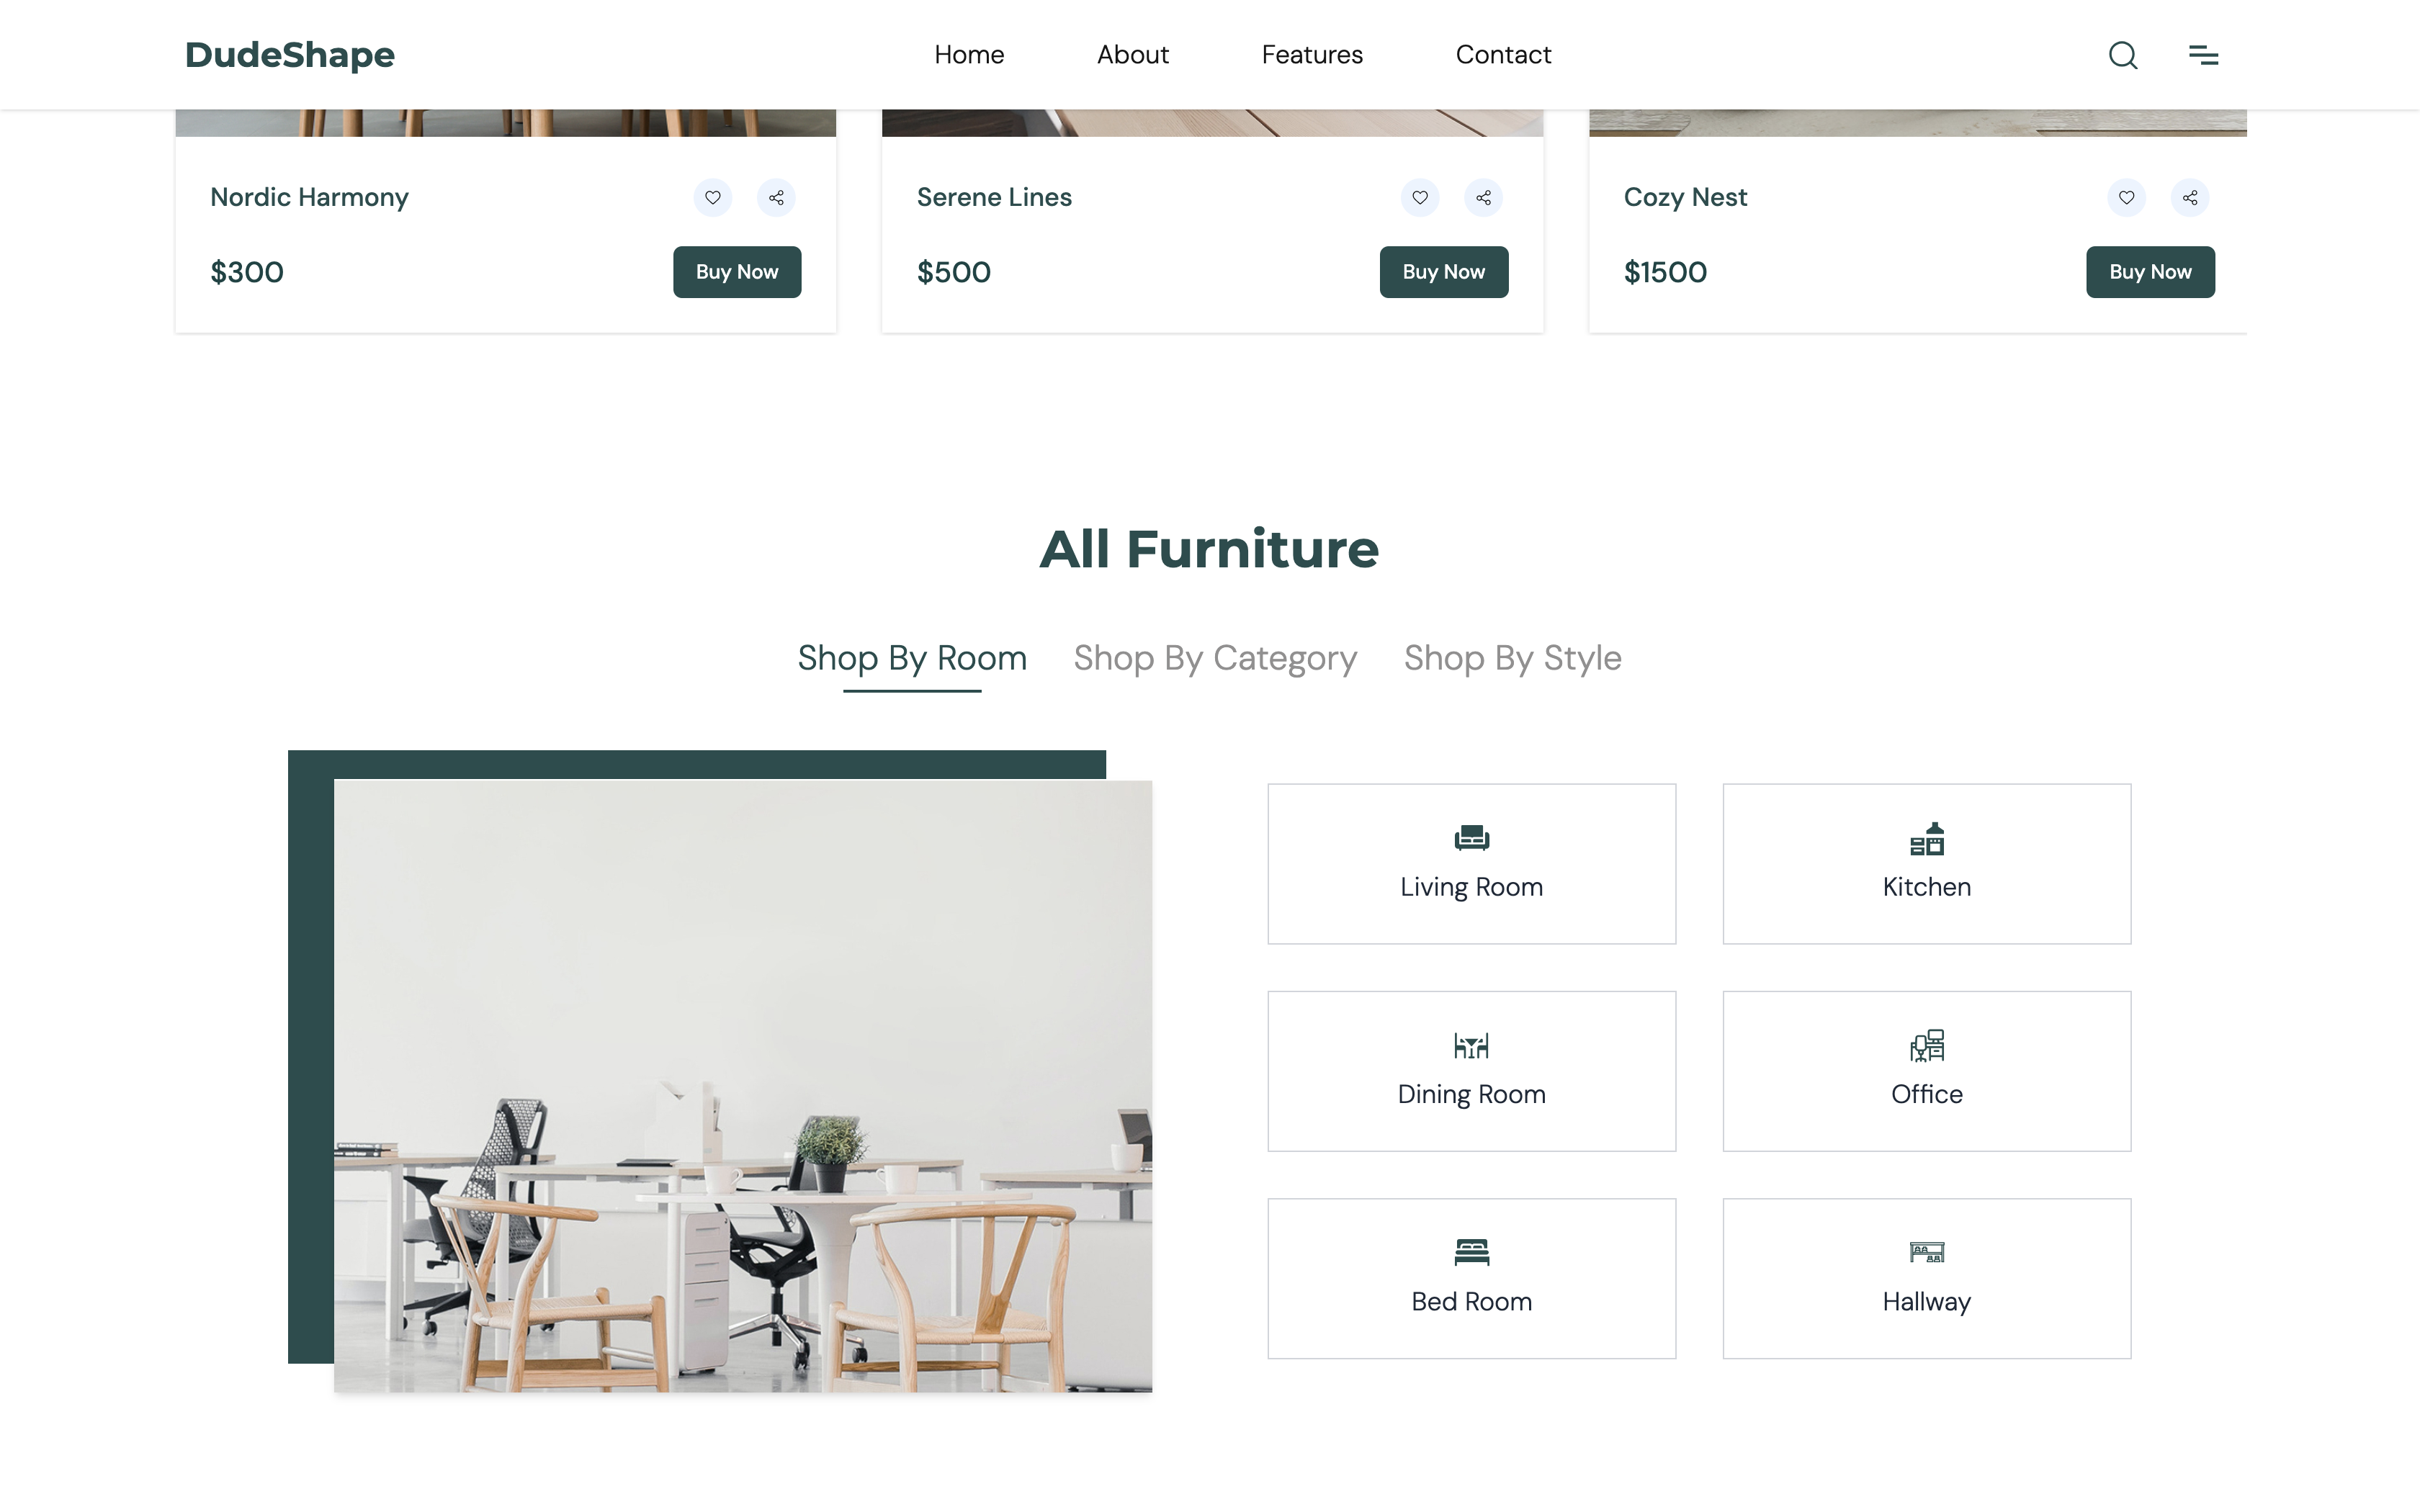 DudeShape
Home About Features Contact
Nordic Harmony
$300 Buy Now
Serene Lines
$500 Buy Now
Cozy Nest
$1500 Buy Now
All Furniture
Shop By Room Shop By Category Shop By Style
Living Room
Kitchen
Dining Room
Office
Bed Room
Hallway